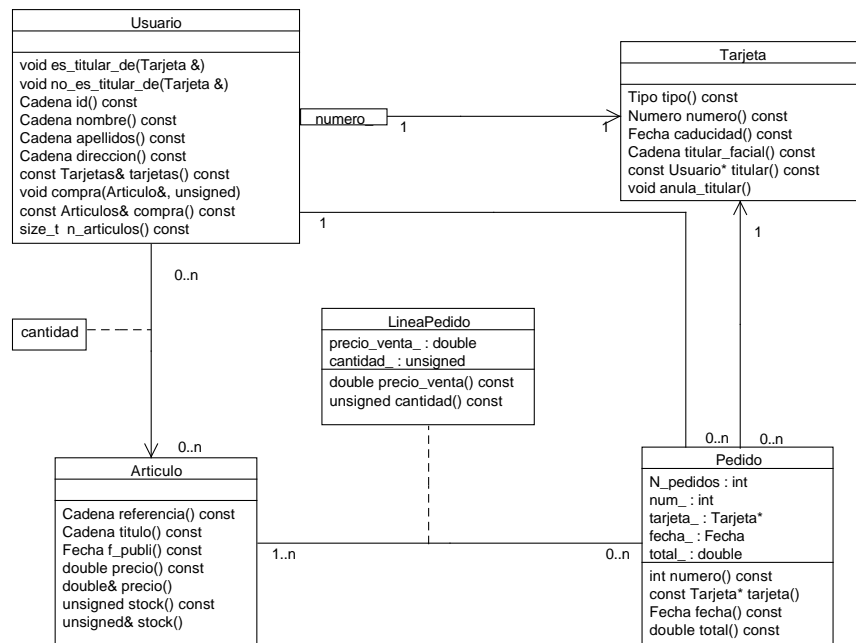 Usuario
void es_titular_de(Tarjeta &)
void no_es_titular_de(Tarjeta &)
Cadena id() const
Cadena nombre() const
Cadena apellidos() const
Cadena direccion() const
const Tarjetas& tarjetas() const
void compra(Articulo&, unsigned)
const Articulos& compra() const
size_t n_articulos() const
numero_
1
1
Tarjeta
Tipo tipo() const
Numero numero() const
Fecha caducidad() const
Cadena titular_facial() const
const Usuario* titular() const
void anula_titular()
1
1
0..n
cantidad
0..n
LineaPedido
precio_venta_ : double
cantidad_ : unsigned
double precio_venta() const
unsigned cantidad() const
0..n
0..n
Articulo
Cadena referencia() const
Cadena titulo() const
Fecha f_publi() const
double precio() const
double& precio()
unsigned stock() const
unsigned& stock()
1..n
0..n
Pedido
N_pedidos : int
num_ : int
tarjeta_ : Tarjeta*
fecha_ : Fecha
total_ : double
int numero() const
const Tarjeta* tarjeta()
Fecha fecha() const
double total() const